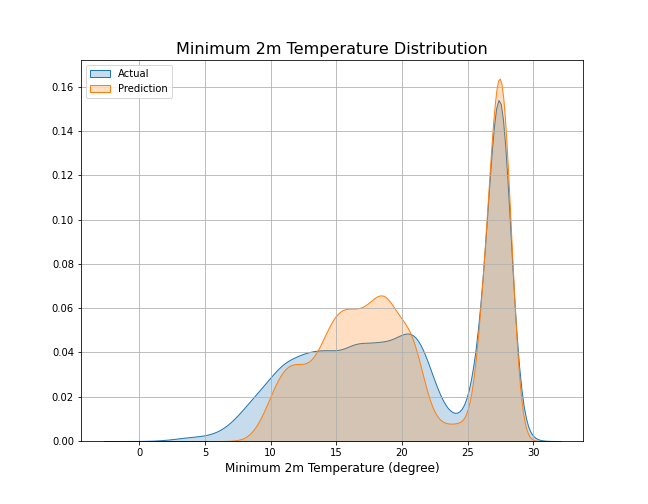 Minimum 2m Temperature Distribution
Actual
Prediction
0.16
0.14
0.12
0.10
0.08
0.06
0.04
0.02
0.00
0 5 10 15 20 25 30
Minimum 2m Temperature (degree)